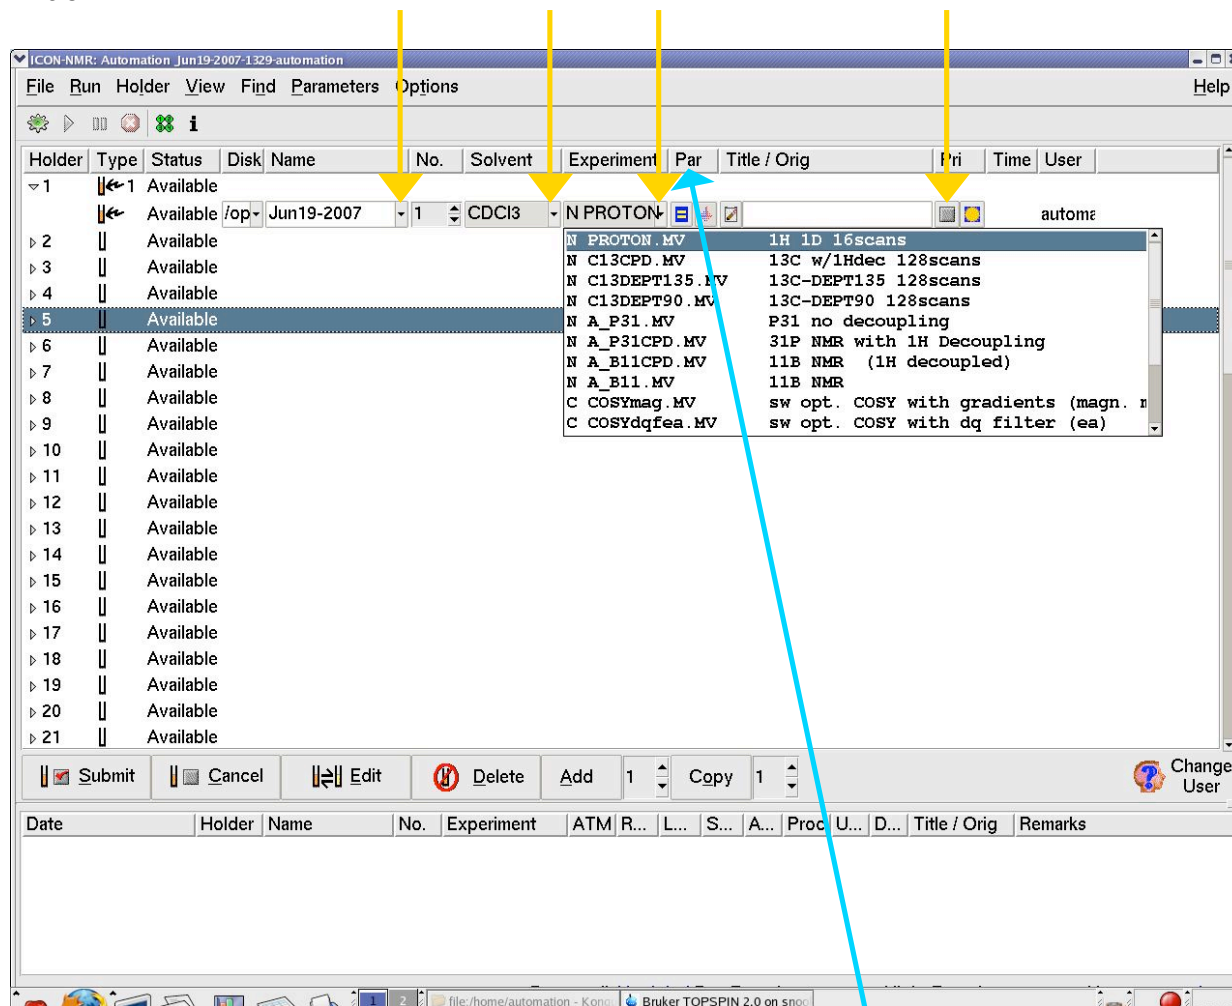 ICON-NMR: Automation Jun19-2007-1329-automation
File Run Holder View Find Parameters Options Help
i
Holder Type Status Disk Name No. Solvent Experiment Par Title / Orig Pri Time User
1 1 Available
Available /op Jun19-2007 1 CDCl3 N PROTON automa
2 Available
3 Available
4 Available
5 Available
6 Available
7 Available
8 Available
9 Available
10 Available
11 Available
12 Available
13 Available
14 Available
15 Available
16 Available
17 Available
18 Available
19 Available
20 Available
21 Available
N PROTON.MV 1H 1D 16scans
N C13CPD.MV 13C w/1Hdec 128scans
N C13DEPT135.MV 13C-DEPT135 128scans
N C13DEPT90.MV 13C-DEPT90 128scans
N A_P31.MV P31 no decoupling
N A_P31CPD.MV 31P NMR with 1H Decoupling
N A_B11CPD.MV 11B NMR (1H decoupled)
N A_B11.MV 11B NMR
C COSYmag.MV sw opt. COSY with gradients (magn. m
C COSYdqfea.MV sw opt. COSY with dq filter (ea)
Submit Cancel Edit Delete Add 1 Copy 1 Change User
Date Holder Name No. Experiment ATM R... L... S... A... Proc U... D... Title / Orig Remarks
1 2 file:/home/automation - Konq Bruker TOPSPIN 2.0 on snoo